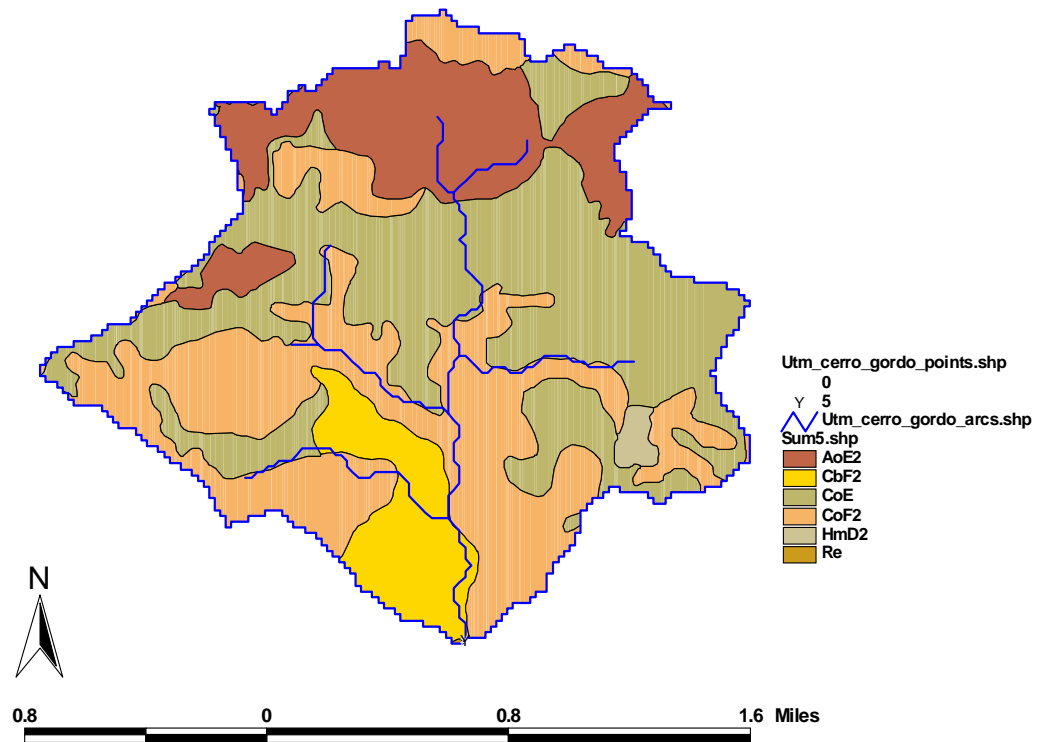 Utm_cerro_gordo_points.shp
0
Y 5
Utm_cerro_gordo_arcs.shp
Sum5.shp
AoE2
CbF2
CoE
CoF2
HmD2
Re
Y
N
0.8 0 0.8 1.6 Miles